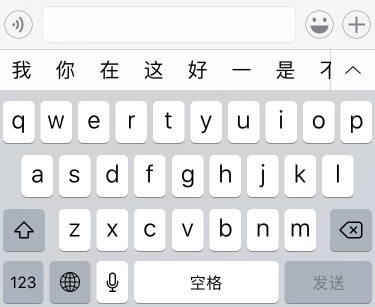 我 你 在 这 好 一 是
q w e r t y u i o p
a s d f g h j k l
z x c v b n m
123 空格 发送